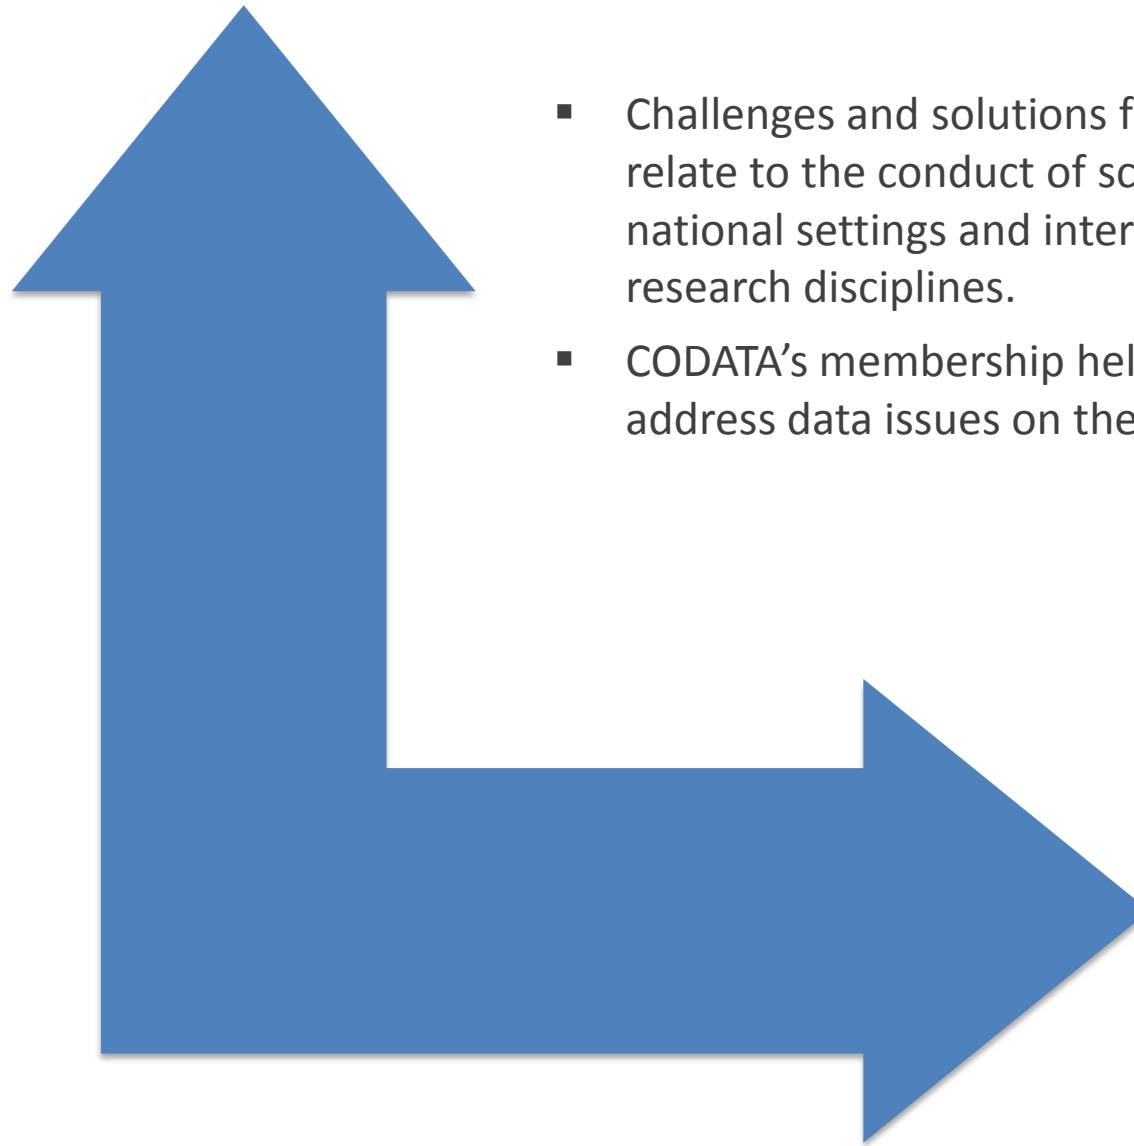 ▪ Challenges and solutions f
relate to the conduct of sc
national settings and inter
research disciplines.
▪ CODATA’s membership hel
address data issues on the